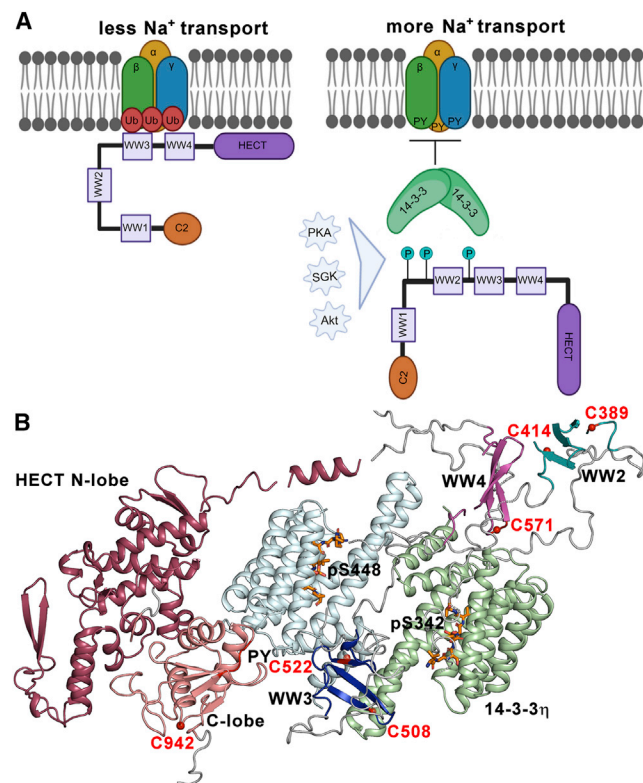 A
less Na+ transport
more Na+ transport
α
β
γ
Ub
Ub
Ub
WW3
WW4
HECT
WW2
WW1
C2
α
β
γ
PY
PY
PY
14-3-3
14-3-3
PKA
SGK
Akt
P
P
P
WW2
WW3
WW4
WW1
C2
HECT
B
C389
C414
HECT N-lobe
WW4
WW2
C571
pS448
pS342
PY
C522
WW3
C-lobe
14-3-3η
C942
C508